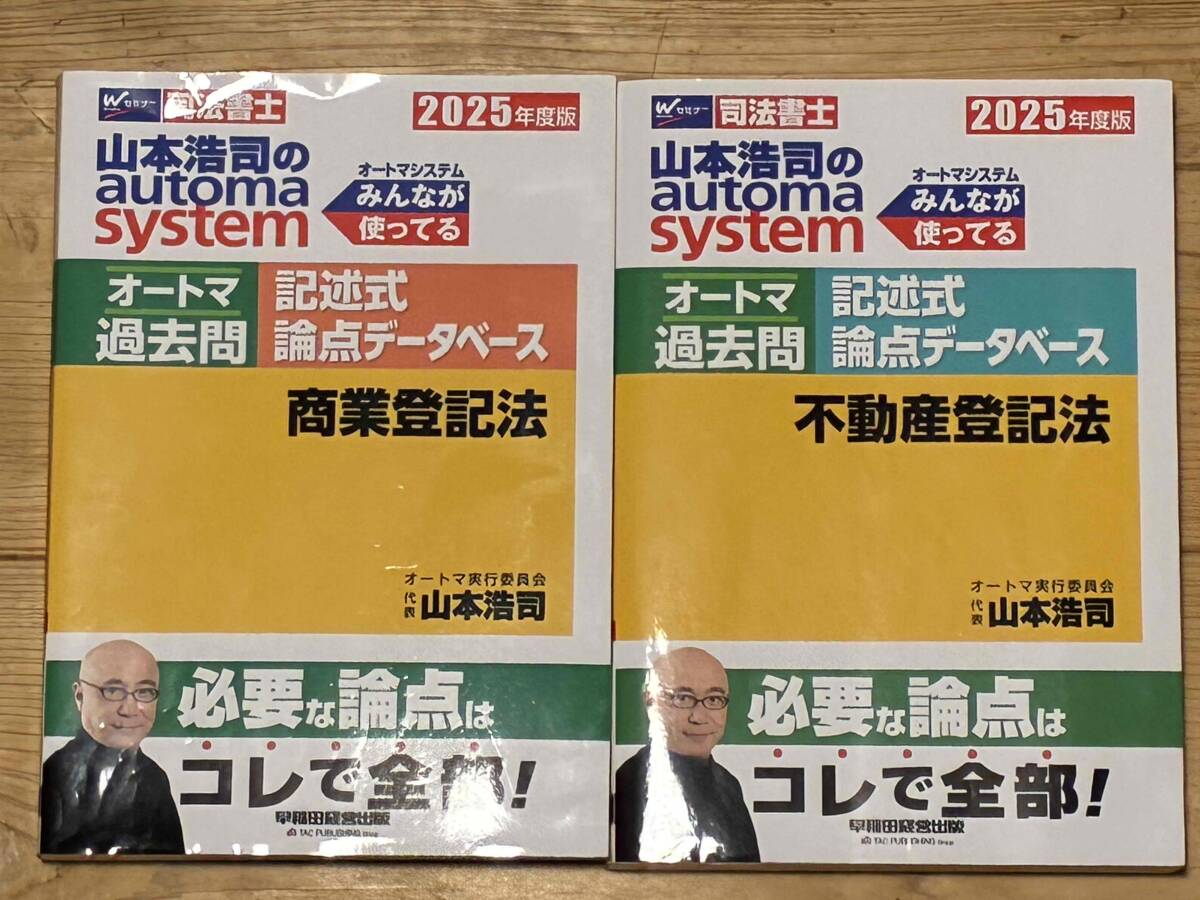 Wセミナー 司法書士
2025年度版
山本浩司の
automa
system
オートマシステム
みんなが
使ってる
オートマ
過去問
記述式
論点データベース
商業登記法
オートマ実行委員会
代表 山本浩司
必要な論点は
コレで全部!
早稲田経営出版
TAC PUBLISHING Group
Wセミナー 司法書士
2025年度版
山本浩司の
automa
system
オートマシステム
みんなが
使ってる
オートマ
過去問
記述式
論点データベース
不動産登記法
オートマ実行委員会
代表 山本浩司
必要な論点は
コレで全部!
早稲田経営出版
TAC PUBLISHING Group